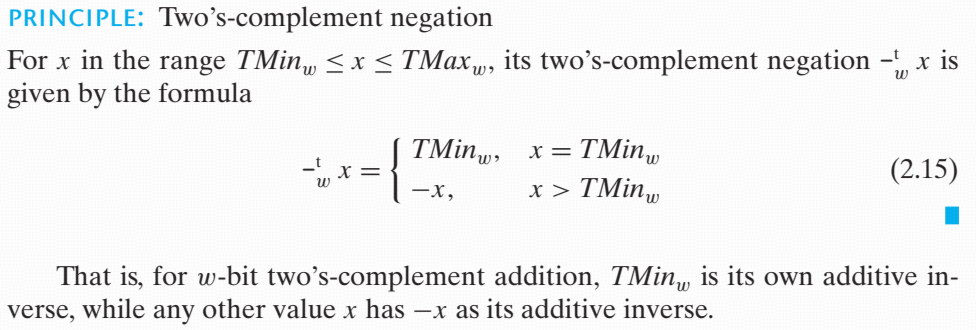 PRINCIPLE: Two's-complement negation
For x in the range TMin_w ≤ x ≤ TMax_w, its two's-complement negation -^t_w x is
given by the formula
-^t_w x = { TMin_w, x = TMin_w
−x, x > TMin_w
(2.15)
That is, for w-bit two's-complement addition, TMin_w is its own additive in-
verse, while any other value x has −x as its additive inverse.